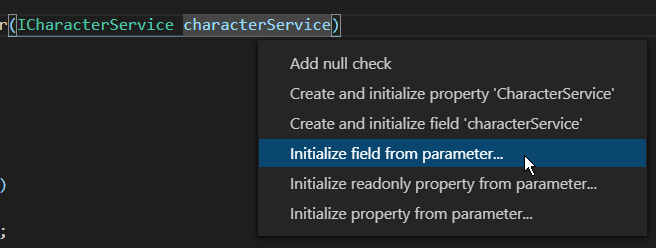 r(ICharacterService characterService)
Add null check
Create and initialize property 'CharacterService'
Create and initialize field 'characterService'
Initialize field from parameter...
)
Initialize readonly property from parameter...
Initialize property from parameter...
;